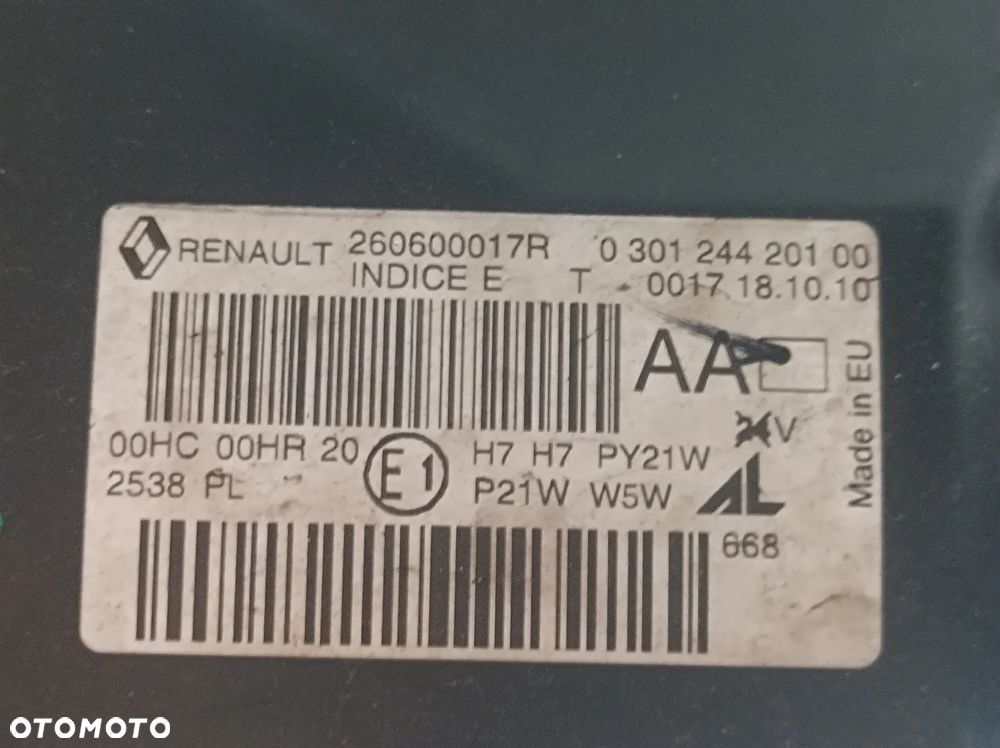 RENAULT 260600017R 0 301 244 201 00
INDICE E T 0017 18.10.10
AA
V
Made in EU
00HC 00HR 20 E1 H7 H7 PY21W
2538 PL P21W W5W AL
668
OTOMOTO